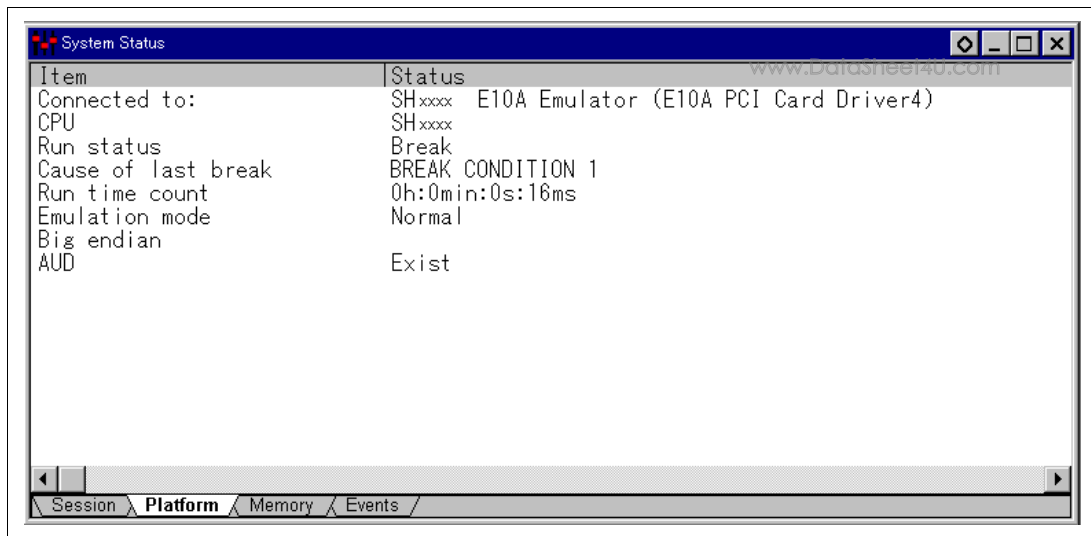 System Status
www.DataSheet4U.com
Item Status
Connected to: SHxxxx E10A Emulator (E10A PCI Card Driver4)
CPU SHxxxx
Run status Break
Cause of last break BREAK CONDITION 1
Run time count 0h:0min:0s:16ms
Emulation mode Normal
Big endian
AUD Exist
Session Platform Memory Events